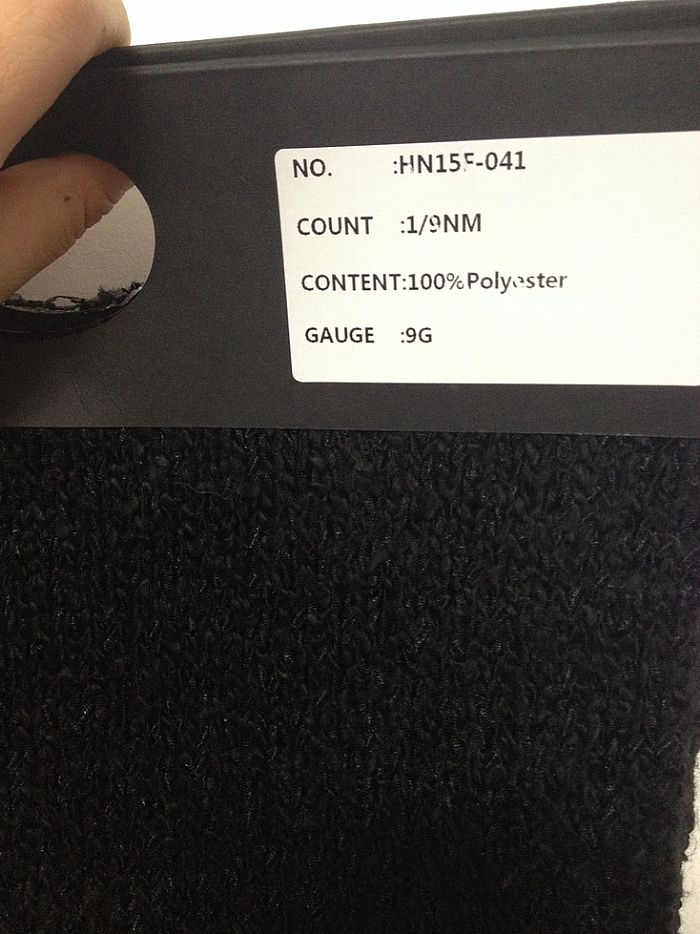 NO. :HN15F-041
COUNT :1/9NM
CONTENT:100%Polyester
GAUGE :9G